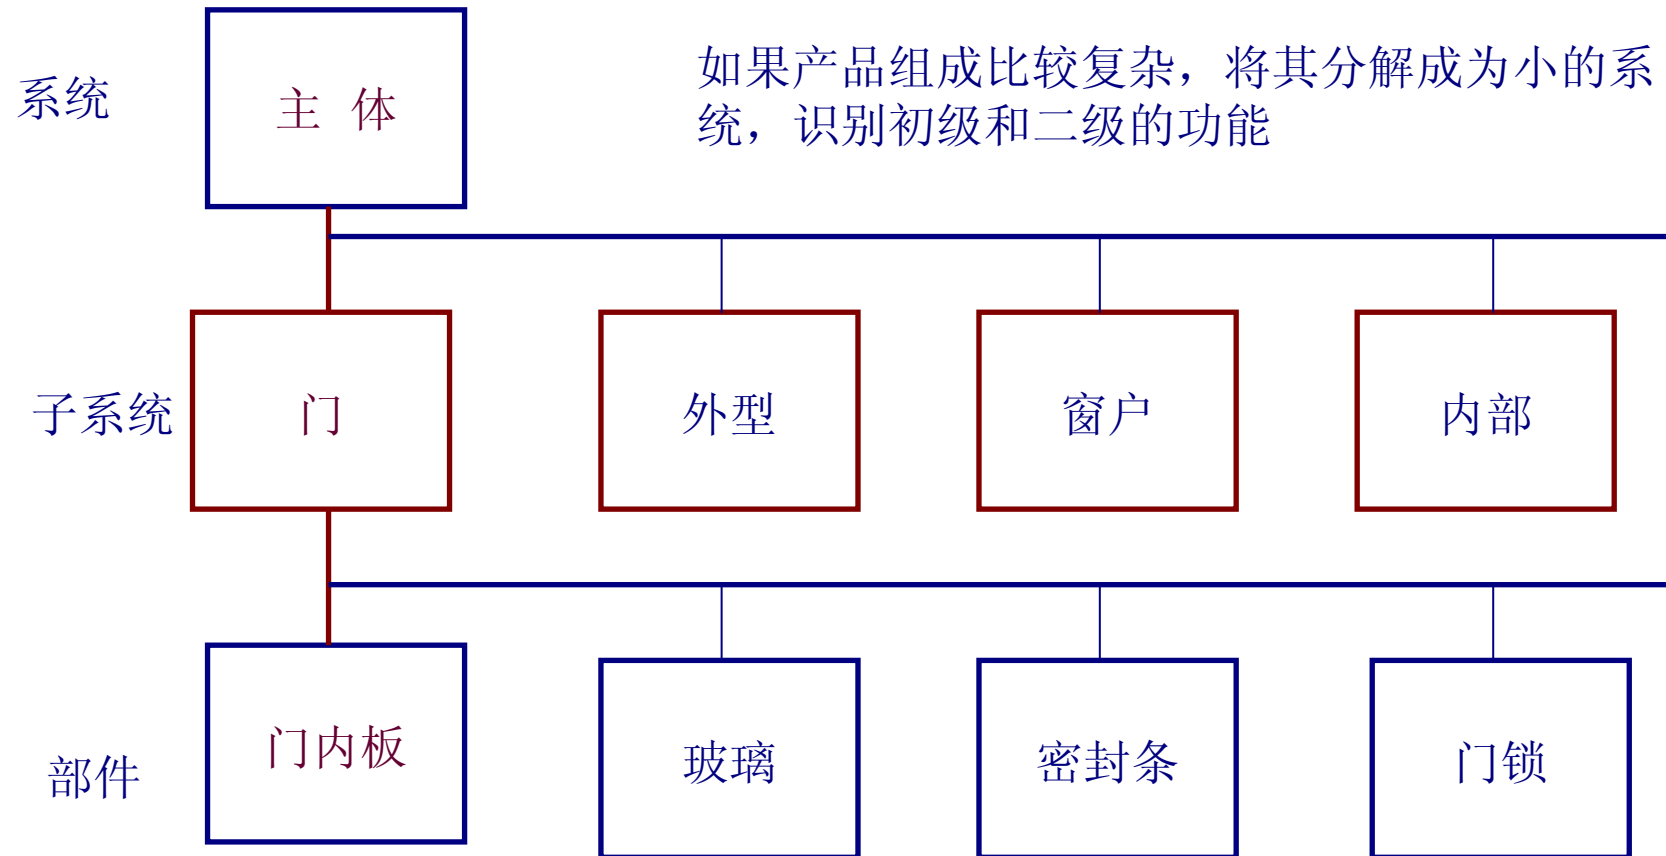 系统
主 体
如果产品组成比较复杂，将其分解成为小的系
统，识别初级和二级的功能
子系统
门
外型
窗户
内部
部件
门内板
玻璃
密封条
门锁